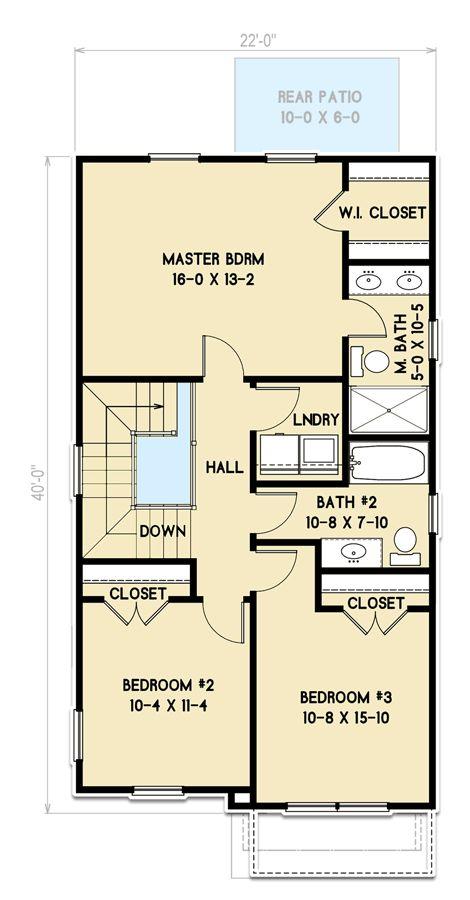 22'-0"
REAR PATIO
10-0 X 6-0
W.I. CLOSET
MASTER BDRM
16-0 X 13-2
M. BATH
5-0 X 10-5
LNDRY
HALL
40'-0"
BATH #2
10-8 X 7-10
DOWN
CLOSET
CLOSET
BEDROOM #2
10-4 X 11-4
BEDROOM #3
10-8 X 15-10